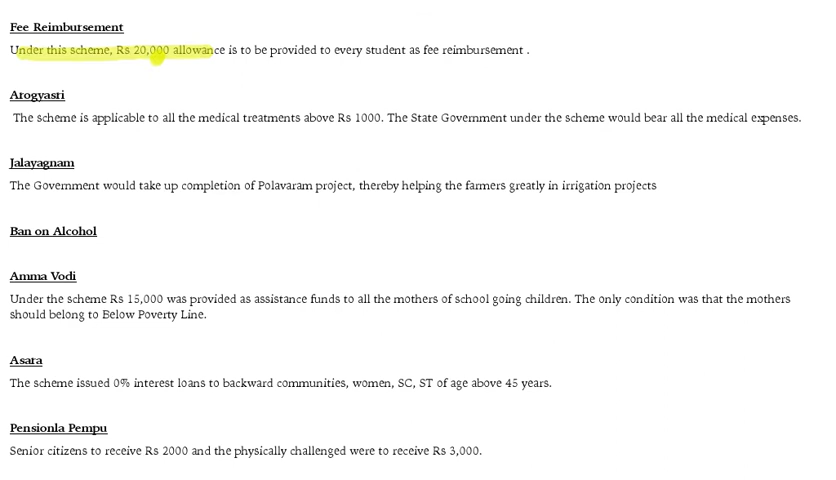 Fee Reimbursement
Under this scheme, Rs 20,000 allowance is to be provided to every student as fee reimbursement .
Arogyasri
The scheme is applicable to all the medical treatments above Rs 1000. The State Government under the scheme would bear all the medical expenses.
Jalayagnam
The Government would take up completion of Polavaram project, thereby helping the farmers greatly in irrigation projects
Ban on Alcohol
Amma Vodi
Under the scheme Rs 15,000 was provided as assistance funds to all the mothers of school going children. The only condition was that the mothers
should belong to Below Poverty Line.
Asara
The scheme issued 0% interest loans to backward communities, women, SC, ST of age above 45 years.
Pensionla Pempu
Senior citizens to receive Rs 2000 and the physically challenged were to receive Rs 3,000.